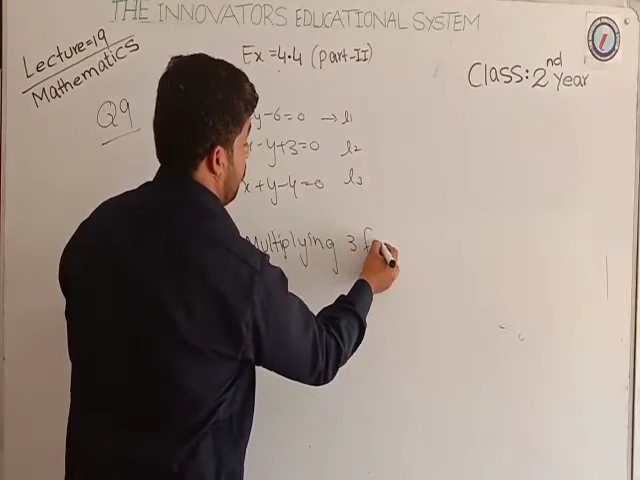 THE INNOVATORS EDUCATIONAL SYSTEM
Lecture=19
Mathematics
Ex=4.4 (part-II)
Class: 2nd year
Q9
y-6=0 → l1
x-y+3=0 l2
x+y-4=0 l3
Multiplying 3 f